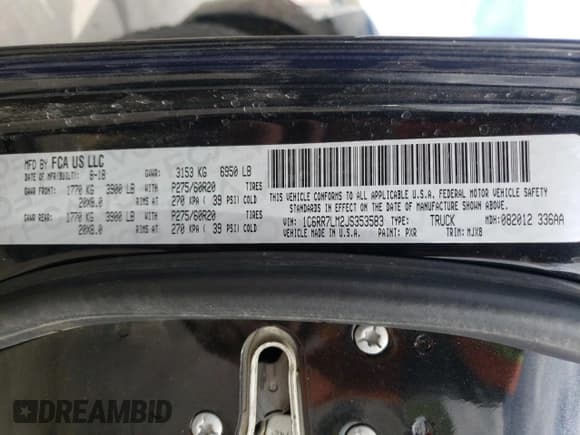 MFD BY FCA US LLC
DATE OF MFR/BUILT: 8-18 GVWR: 3153 KG 6950 LB
GAWR FRONT: 1770 KG 3900 LB WITH P275/60R20 TIRES
20X8.0 RIMS AT 270 KPA ( 39 PSI) COLD
GAWR REAR: 1770 KG 3900 LB WITH P275/60R20 TIRES
20X8.0 RIMS AT 270 KPA ( 39 PSI) COLD
THIS VEHICLE CONFORMS TO ALL APPLICABLE U.S.A. FEDERAL MOTOR VEHICLE SAFETY
STANDARDS IN EFFECT ON THE DATE OF MANUFACTURE SHOWN ABOVE.
VIN: 1C6RR7LM2JS353583 TYPE: TRUCK MDH: 082012 336AA
VEHICLE MADE IN U.S.A. PAINT: PXR TRIM: MJX8
DREAMBID